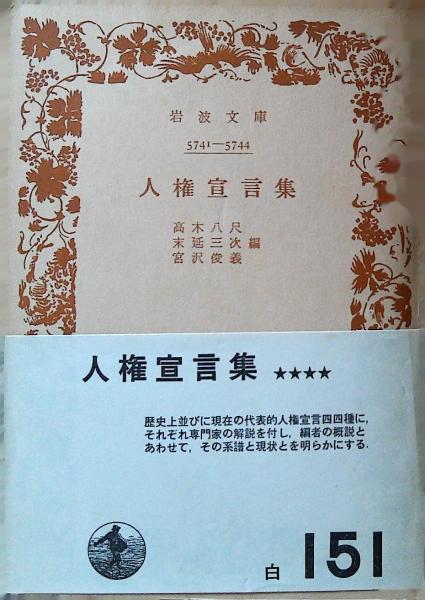 岩波文庫
5741—5744
人権宣言集
高木八尺
末延三次編
宮沢俊義
人権宣言集 ★★★★
歴史上並びに現在の代表的人権宣言四四種に，
それぞれ専門家の解説を付し，編者の概説と
あわせて，その系譜と現状とを明らかにする．
白 151